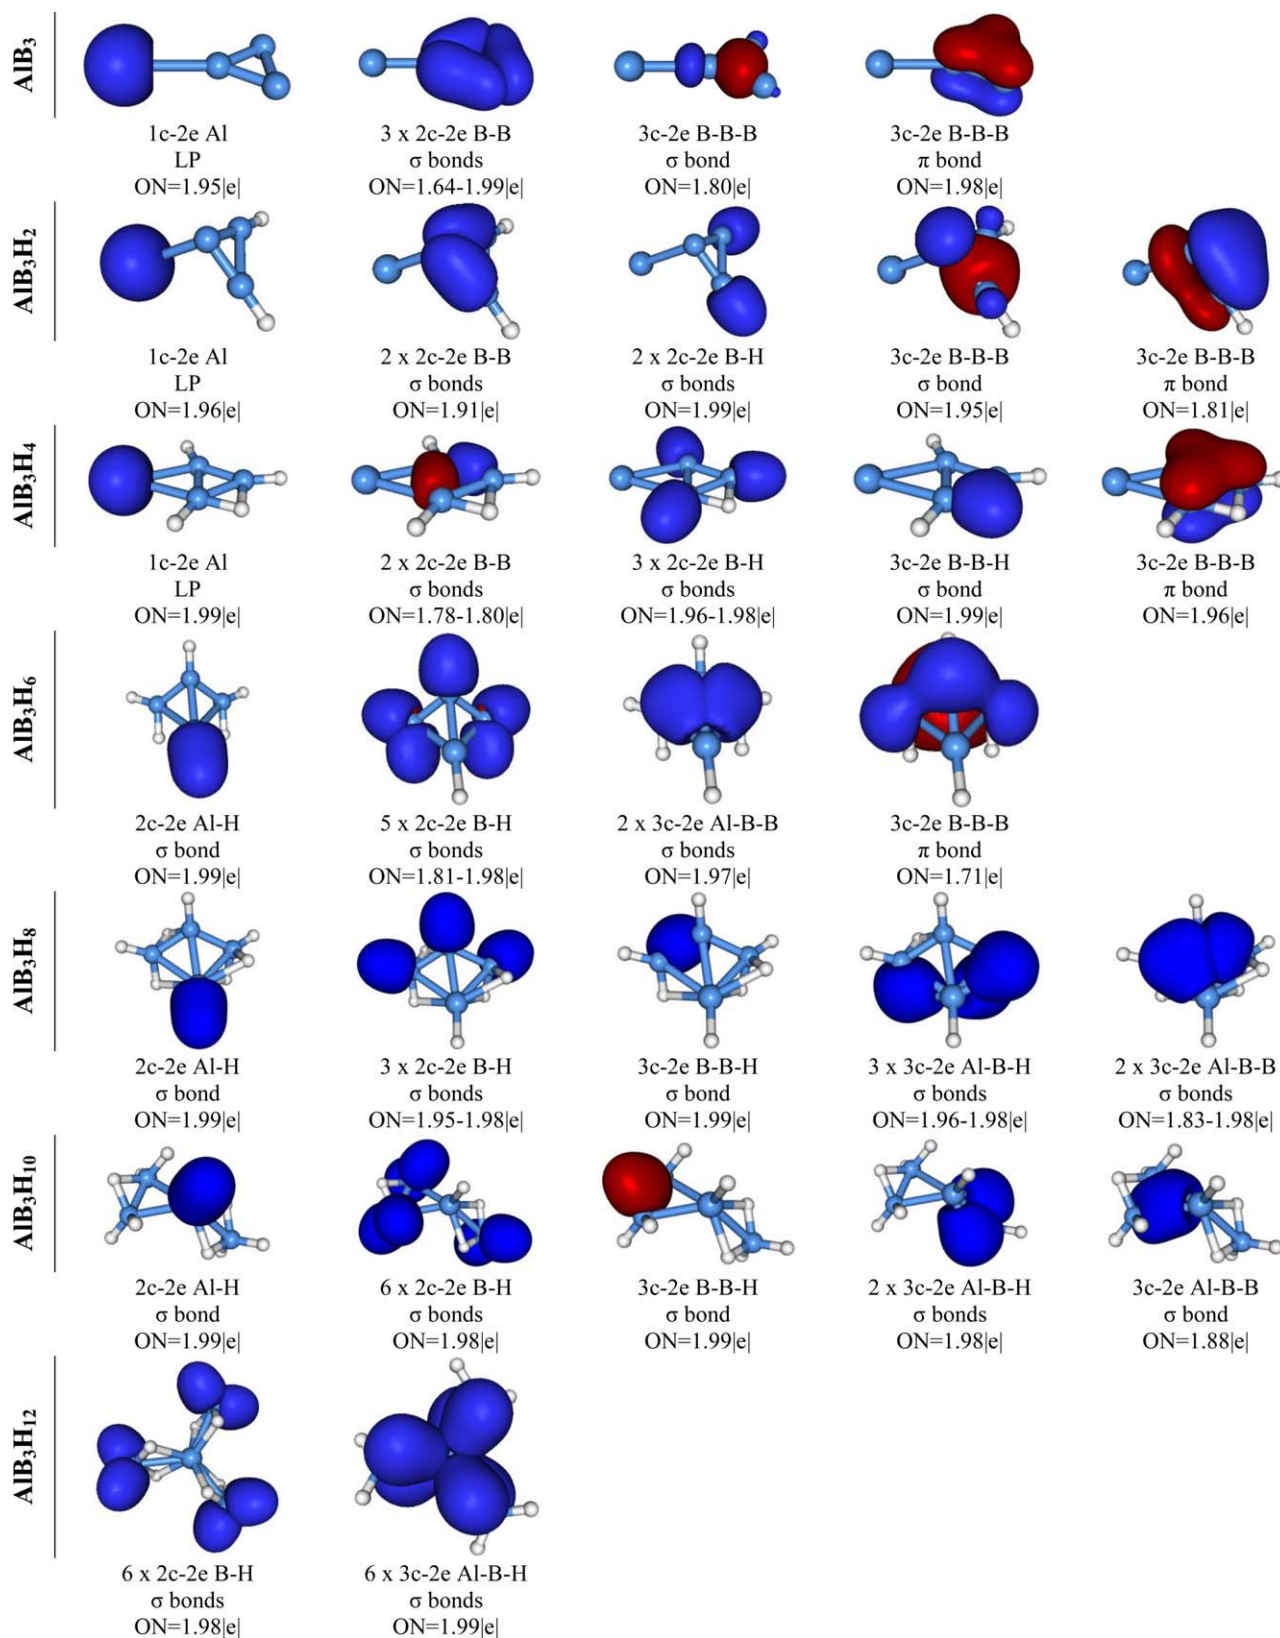 AlB3
1c-2e Al
LP
ON=1.95|e|
3 x 2c-2e B-B
σ bonds
ON=1.64-1.99|e|
3c-2e B-B-B
σ bond
ON=1.80|e|
3c-2e B-B-B
π bond
ON=1.98|e|
AlB3H2
1c-2e Al
LP
ON=1.96|e|
2 x 2c-2e B-B
σ bonds
ON=1.91|e|
2 x 2c-2e B-H
σ bonds
ON=1.99|e|
3c-2e B-B-B
σ bond
ON=1.95|e|
3c-2e B-B-B
π bond
ON=1.81|e|
AlB3H4
1c-2e Al
LP
ON=1.99|e|
2 x 2c-2e B-B
σ bonds
ON=1.78-1.80|e|
3 x 2c-2e B-H
σ bonds
ON=1.96-1.98|e|
3c-2e B-B-H
σ bond
ON=1.99|e|
3c-2e B-B-B
π bond
ON=1.96|e|
AlB3H6
2c-2e Al-H
σ bond
ON=1.99|e|
5 x 2c-2e B-H
σ bonds
ON=1.81-1.98|e|
2 x 3c-2e Al-B-B
σ bonds
ON=1.97|e|
3c-2e B-B-B
π bond
ON=1.71|e|
AlB3H8
2c-2e Al-H
σ bond
ON=1.99|e|
3 x 2c-2e B-H
σ bonds
ON=1.95-1.98|e|
3c-2e B-B-H
σ bond
ON=1.99|e|
3 x 3c-2e Al-B-H
σ bonds
ON=1.96-1.98|e|
2 x 3c-2e Al-B-B
σ bonds
ON=1.83-1.98|e|
AlB3H10
2c-2e Al-H
σ bond
ON=1.99|e|
6 x 2c-2e B-H
σ bonds
ON=1.98|e|
3c-2e B-B-H
σ bond
ON=1.99|e|
2 x 3c-2e Al-B-H
σ bonds
ON=1.98|e|
3c-2e Al-B-B
σ bond
ON=1.88|e|
AlB3H12
6 x 2c-2e B-H
σ bonds
ON=1.98|e|
6 x 3c-2e Al-B-H
σ bonds
ON=1.99|e|